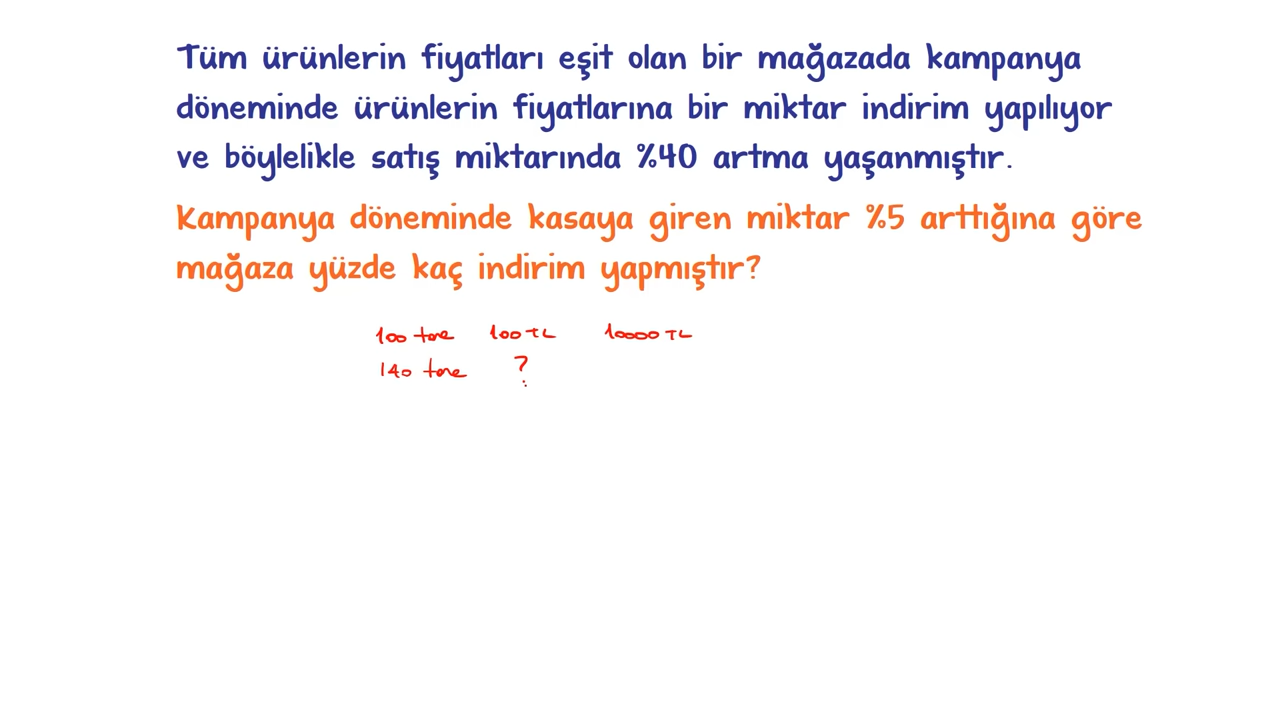 Tüm ürünlerin fiyatları eşit olan bir mağazada kampanya
döneminde ürünlerin fiyatlarına bir miktar indirim yapılıyor
ve böylelikle satış miktarında %40 artma yaşanmıştır.
Kampanya döneminde kasaya giren miktar %5 arttığına göre
mağaza yüzde kaç indirim yapmıştır?
100 tane 100 TL 10000 TL
140 tane ?